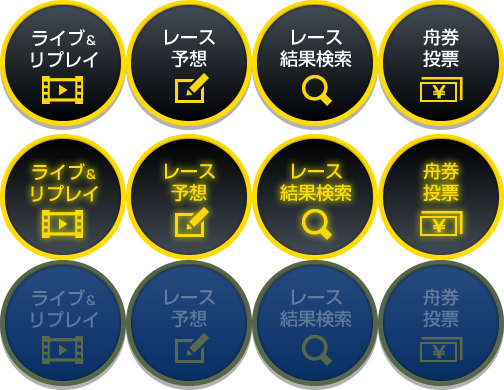 ライブ&
リプレイ
レース
予想
レース
結果検索
舟券
投票
¥
ライブ&
リプレイ
レース
予想
レース
結果検索
舟券
投票
¥
ライブ&
リプレイ
レース
予想
レース
結果検索
舟券
投票
¥